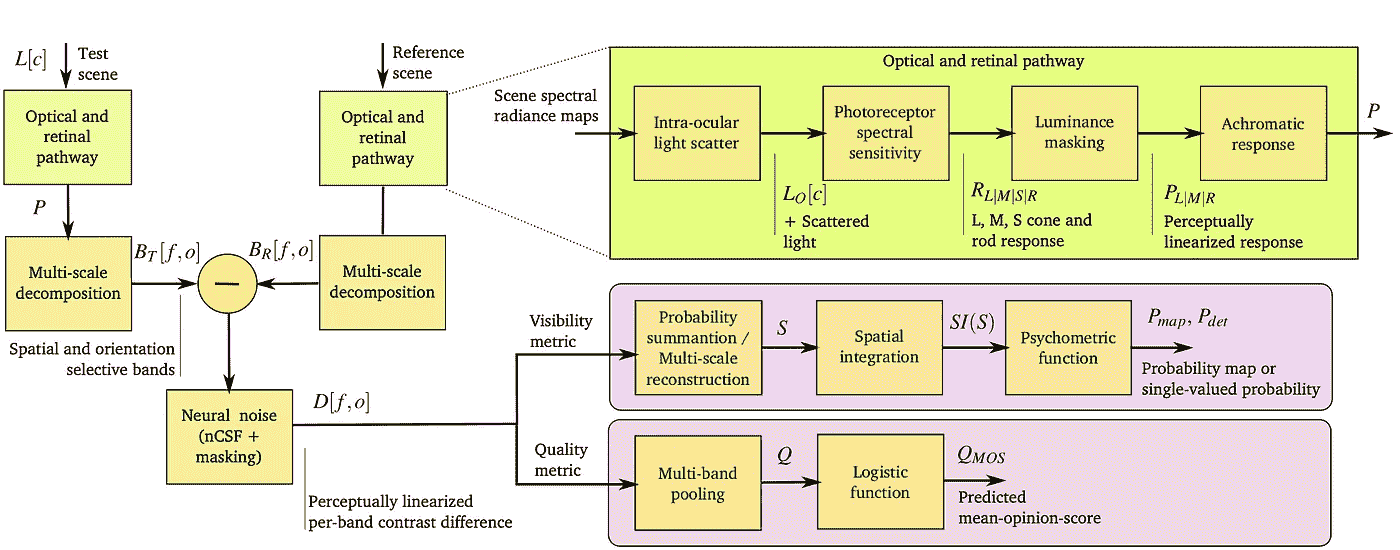 L[c]
Test
scene
Optical and
retinal
pathway
P
Multi-scale
decomposition
B_T[f,o]
−
B_R[f,o]
Spatial and orientation
selective bands
Reference
scene
Optical and
retinal
pathway
Multi-scale
decomposition
Neural noise
(nCSF +
masking)
D[f,o]
Perceptually linearized
per-band contrast difference
Optical and retinal pathway
Scene spectral
radiance maps
Intra-ocular
light scatter
L_O[c]
+ Scattered
light
Photoreceptor
spectral
sensitivity
R_{L|M|S|R}
L, M, S cone and
rod response
Luminance
masking
P_{L|M|R}
Perceptually
linearized response
Achromatic
response
P
Visibility
metric
Probability
summantion /
Multi-scale
reconstruction
S
Spatial
integration
SI(S)
Psychometric
function
P_{map}, P_{det}
Probability map or
single-valued probability
Quality
metric
Multi-band
pooling
Q
Logistic
function
Q_{MOS}
Predicted
mean-opinion-score